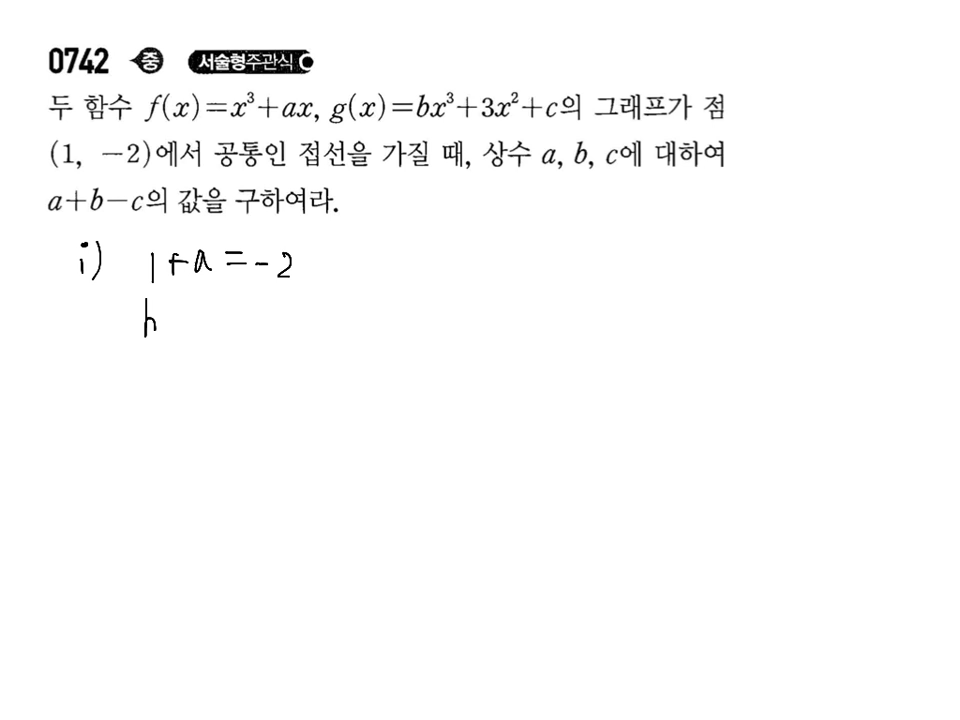 0742 중 서술형주관식
두 함수 f(x)=x³+ax, g(x)=bx³+3x²+c의 그래프가 점
(1, −2)에서 공통인 접선을 가질 때, 상수 a, b, c에 대하여
a+b−c의 값을 구하여라.
i) 1+a=-2
h